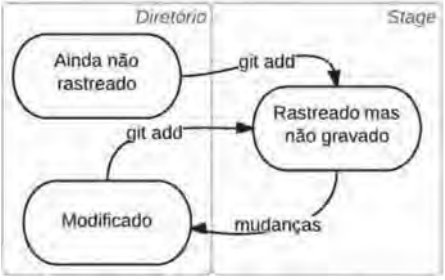 Diretório
Stage
Ainda não
rastreado
git add
Rastreado mas
não gravado
git add
Modificado
mudanças